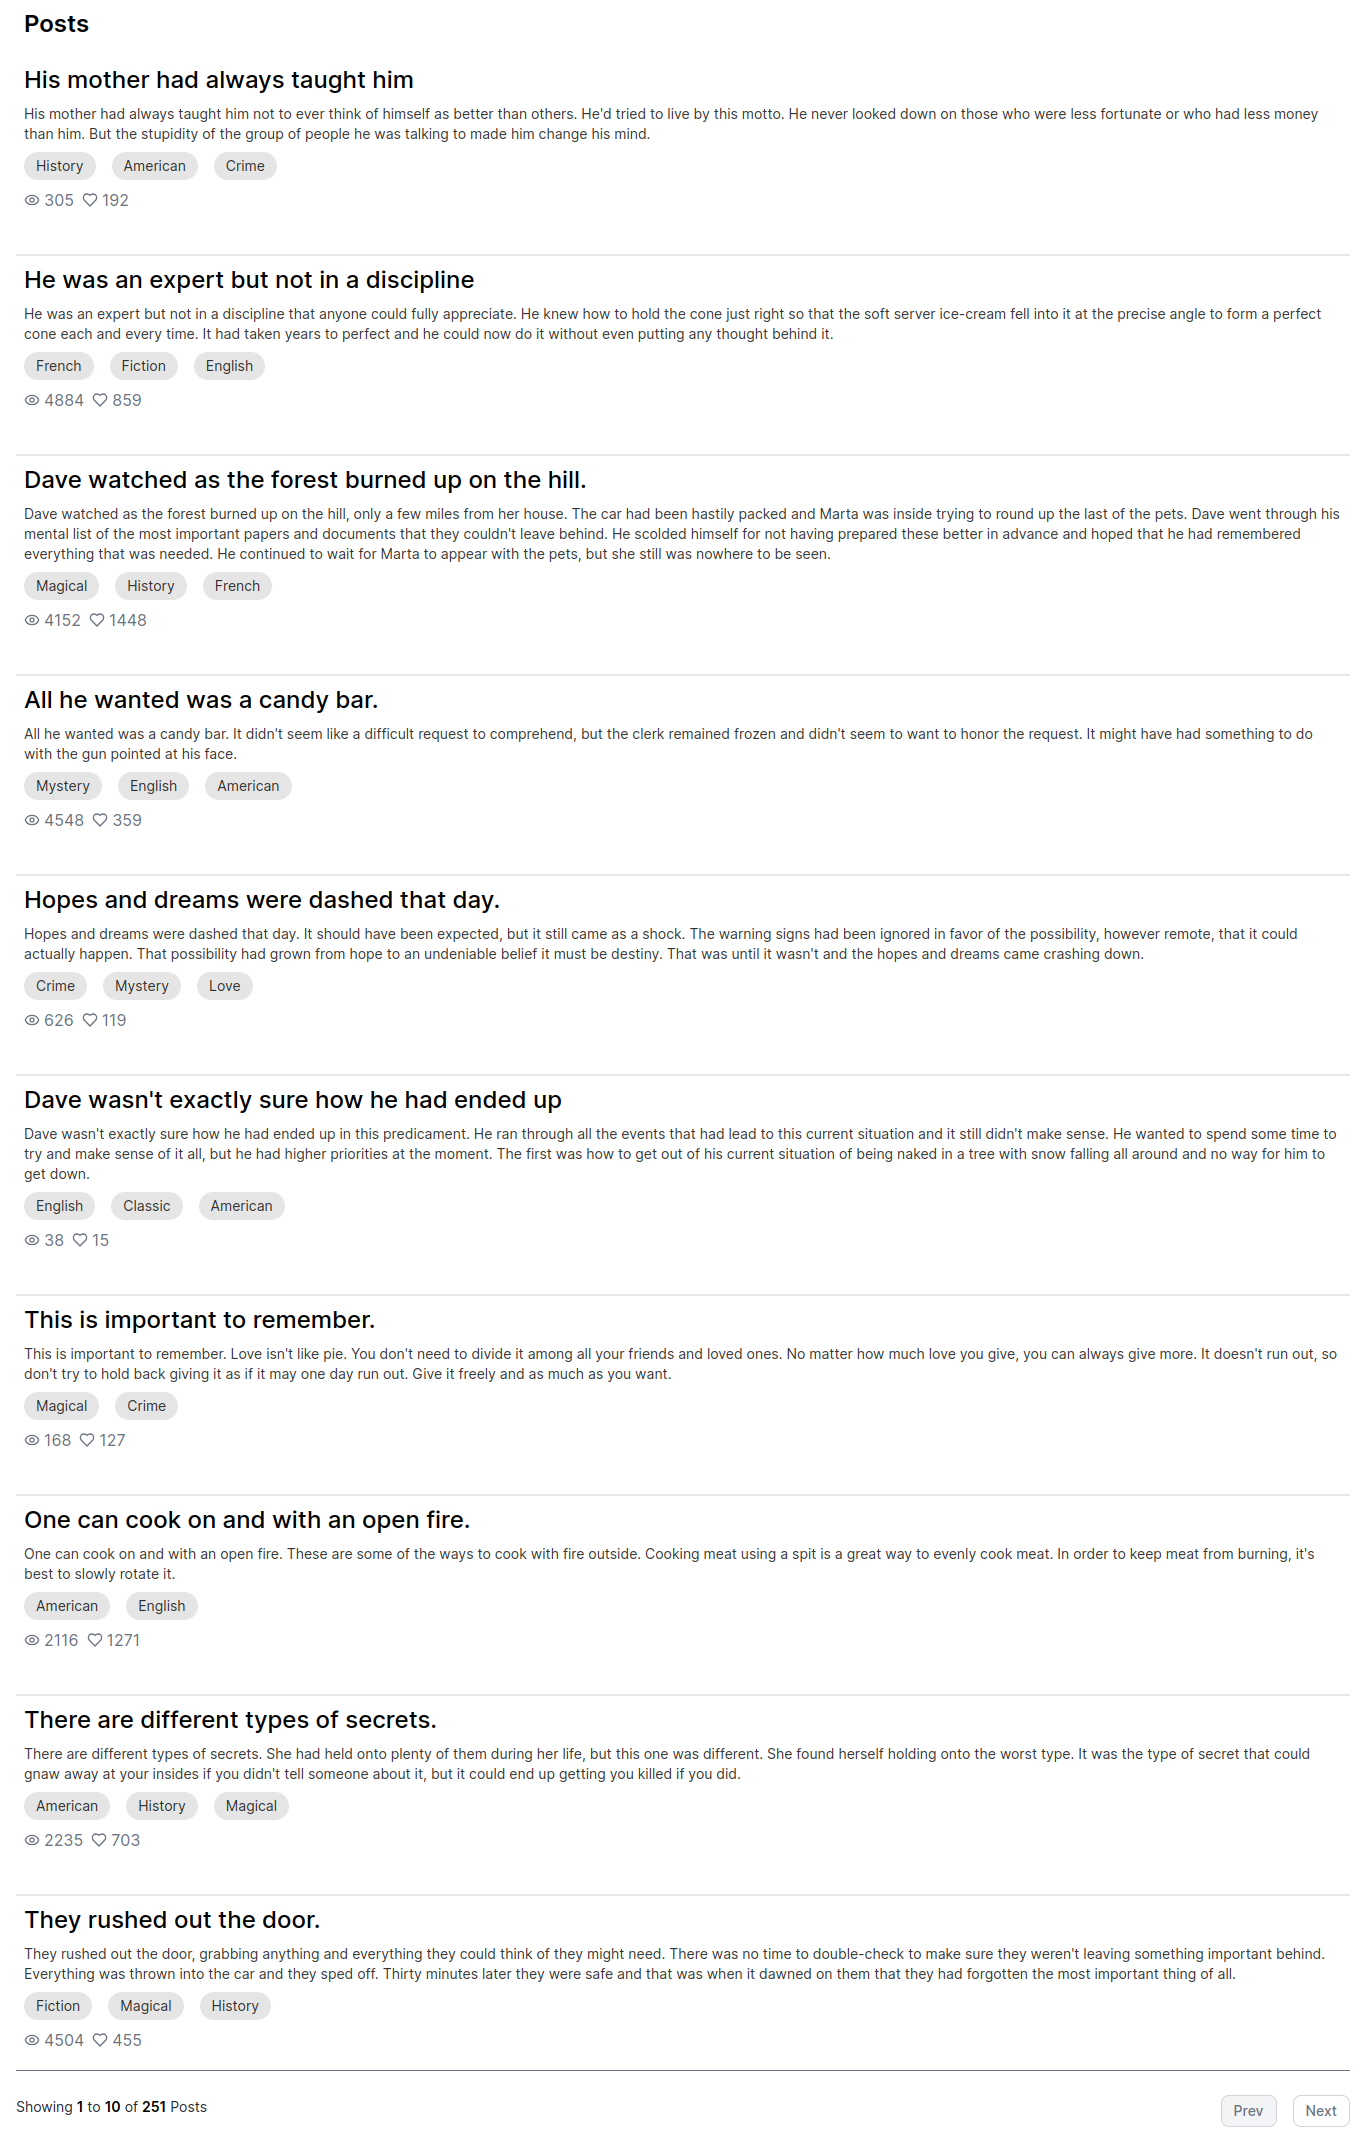 Posts
His mother had always taught him
His mother had always taught him not to ever think of himself as better than others. He'd tried to live by this motto. He never looked down on those who were less fortunate or who had less money
than him. But the stupidity of the group of people he was talking to made him change his mind.
History American Crime
305 192
He was an expert but not in a discipline
He was an expert but not in a discipline that anyone could fully appreciate. He knew how to hold the cone just right so that the soft server ice-cream fell into it at the precise angle to form a perfect
cone each and every time. It had taken years to perfect and he could now do it without even putting any thought behind it.
French Fiction English
4884 859
Dave watched as the forest burned up on the hill.
Dave watched as the forest burned up on the hill, only a few miles from her house. The car had been hastily packed and Marta was inside trying to round up the last of the pets. Dave went through his
mental list of the most important papers and documents that they couldn't leave behind. He scolded himself for not having prepared these better in advance and hoped that he had remembered
everything that was needed. He continued to wait for Marta to appear with the pets, but she still was nowhere to be seen.
Magical History French
4152 1448
All he wanted was a candy bar.
All he wanted was a candy bar. It didn't seem like a difficult request to comprehend, but the clerk remained frozen and didn't seem to want to honor the request. It might have had something to do
with the gun pointed at his face.
Mystery English American
4548 359
Hopes and dreams were dashed that day.
Hopes and dreams were dashed that day. It should have been expected, but it still came as a shock. The warning signs had been ignored in favor of the possibility, however remote, that it could
actually happen. That possibility had grown from hope to an undeniable belief it must be destiny. That was until it wasn't and the hopes and dreams came crashing down.
Crime Mystery Love
626 119
Dave wasn't exactly sure how he had ended up
Dave wasn't exactly sure how he had ended up in this predicament. He ran through all the events that had lead to this current situation and it still didn't make sense. He wanted to spend some time to
try and make sense of it all, but he had higher priorities at the moment. The first was how to get out of his current situation of being naked in a tree with snow falling all around and no way for him to
get down.
English Classic American
38 15
This is important to remember.
This is important to remember. Love isn't like pie. You don't need to divide it among all your friends and loved ones. No matter how much love you give, you can always give more. It doesn't run out, so
don't try to hold back giving it as if it may one day run out. Give it freely and as much as you want.
Magical Crime
168 127
One can cook on and with an open fire.
One can cook on and with an open fire. These are some of the ways to cook with fire outside. Cooking meat using a spit is a great way to evenly cook meat. In order to keep meat from burning, it's
best to slowly rotate it.
American English
2116 1271
There are different types of secrets.
There are different types of secrets. She had held onto plenty of them during her life, but this one was different. She found herself holding onto the worst type. It was the type of secret that could
gnaw away at your insides if you didn't tell someone about it, but it could end up getting you killed if you did.
American History Magical
2235 703
They rushed out the door.
They rushed out the door, grabbing anything and everything they could think of they might need. There was no time to double-check to make sure they weren't leaving something important behind.
Everything was thrown into the car and they sped off. Thirty minutes later they were safe and that was when it dawned on them that they had forgotten the most important thing of all.
Fiction Magical History
4504 455
Showing 1 to 10 of 251 Posts
Prev Next